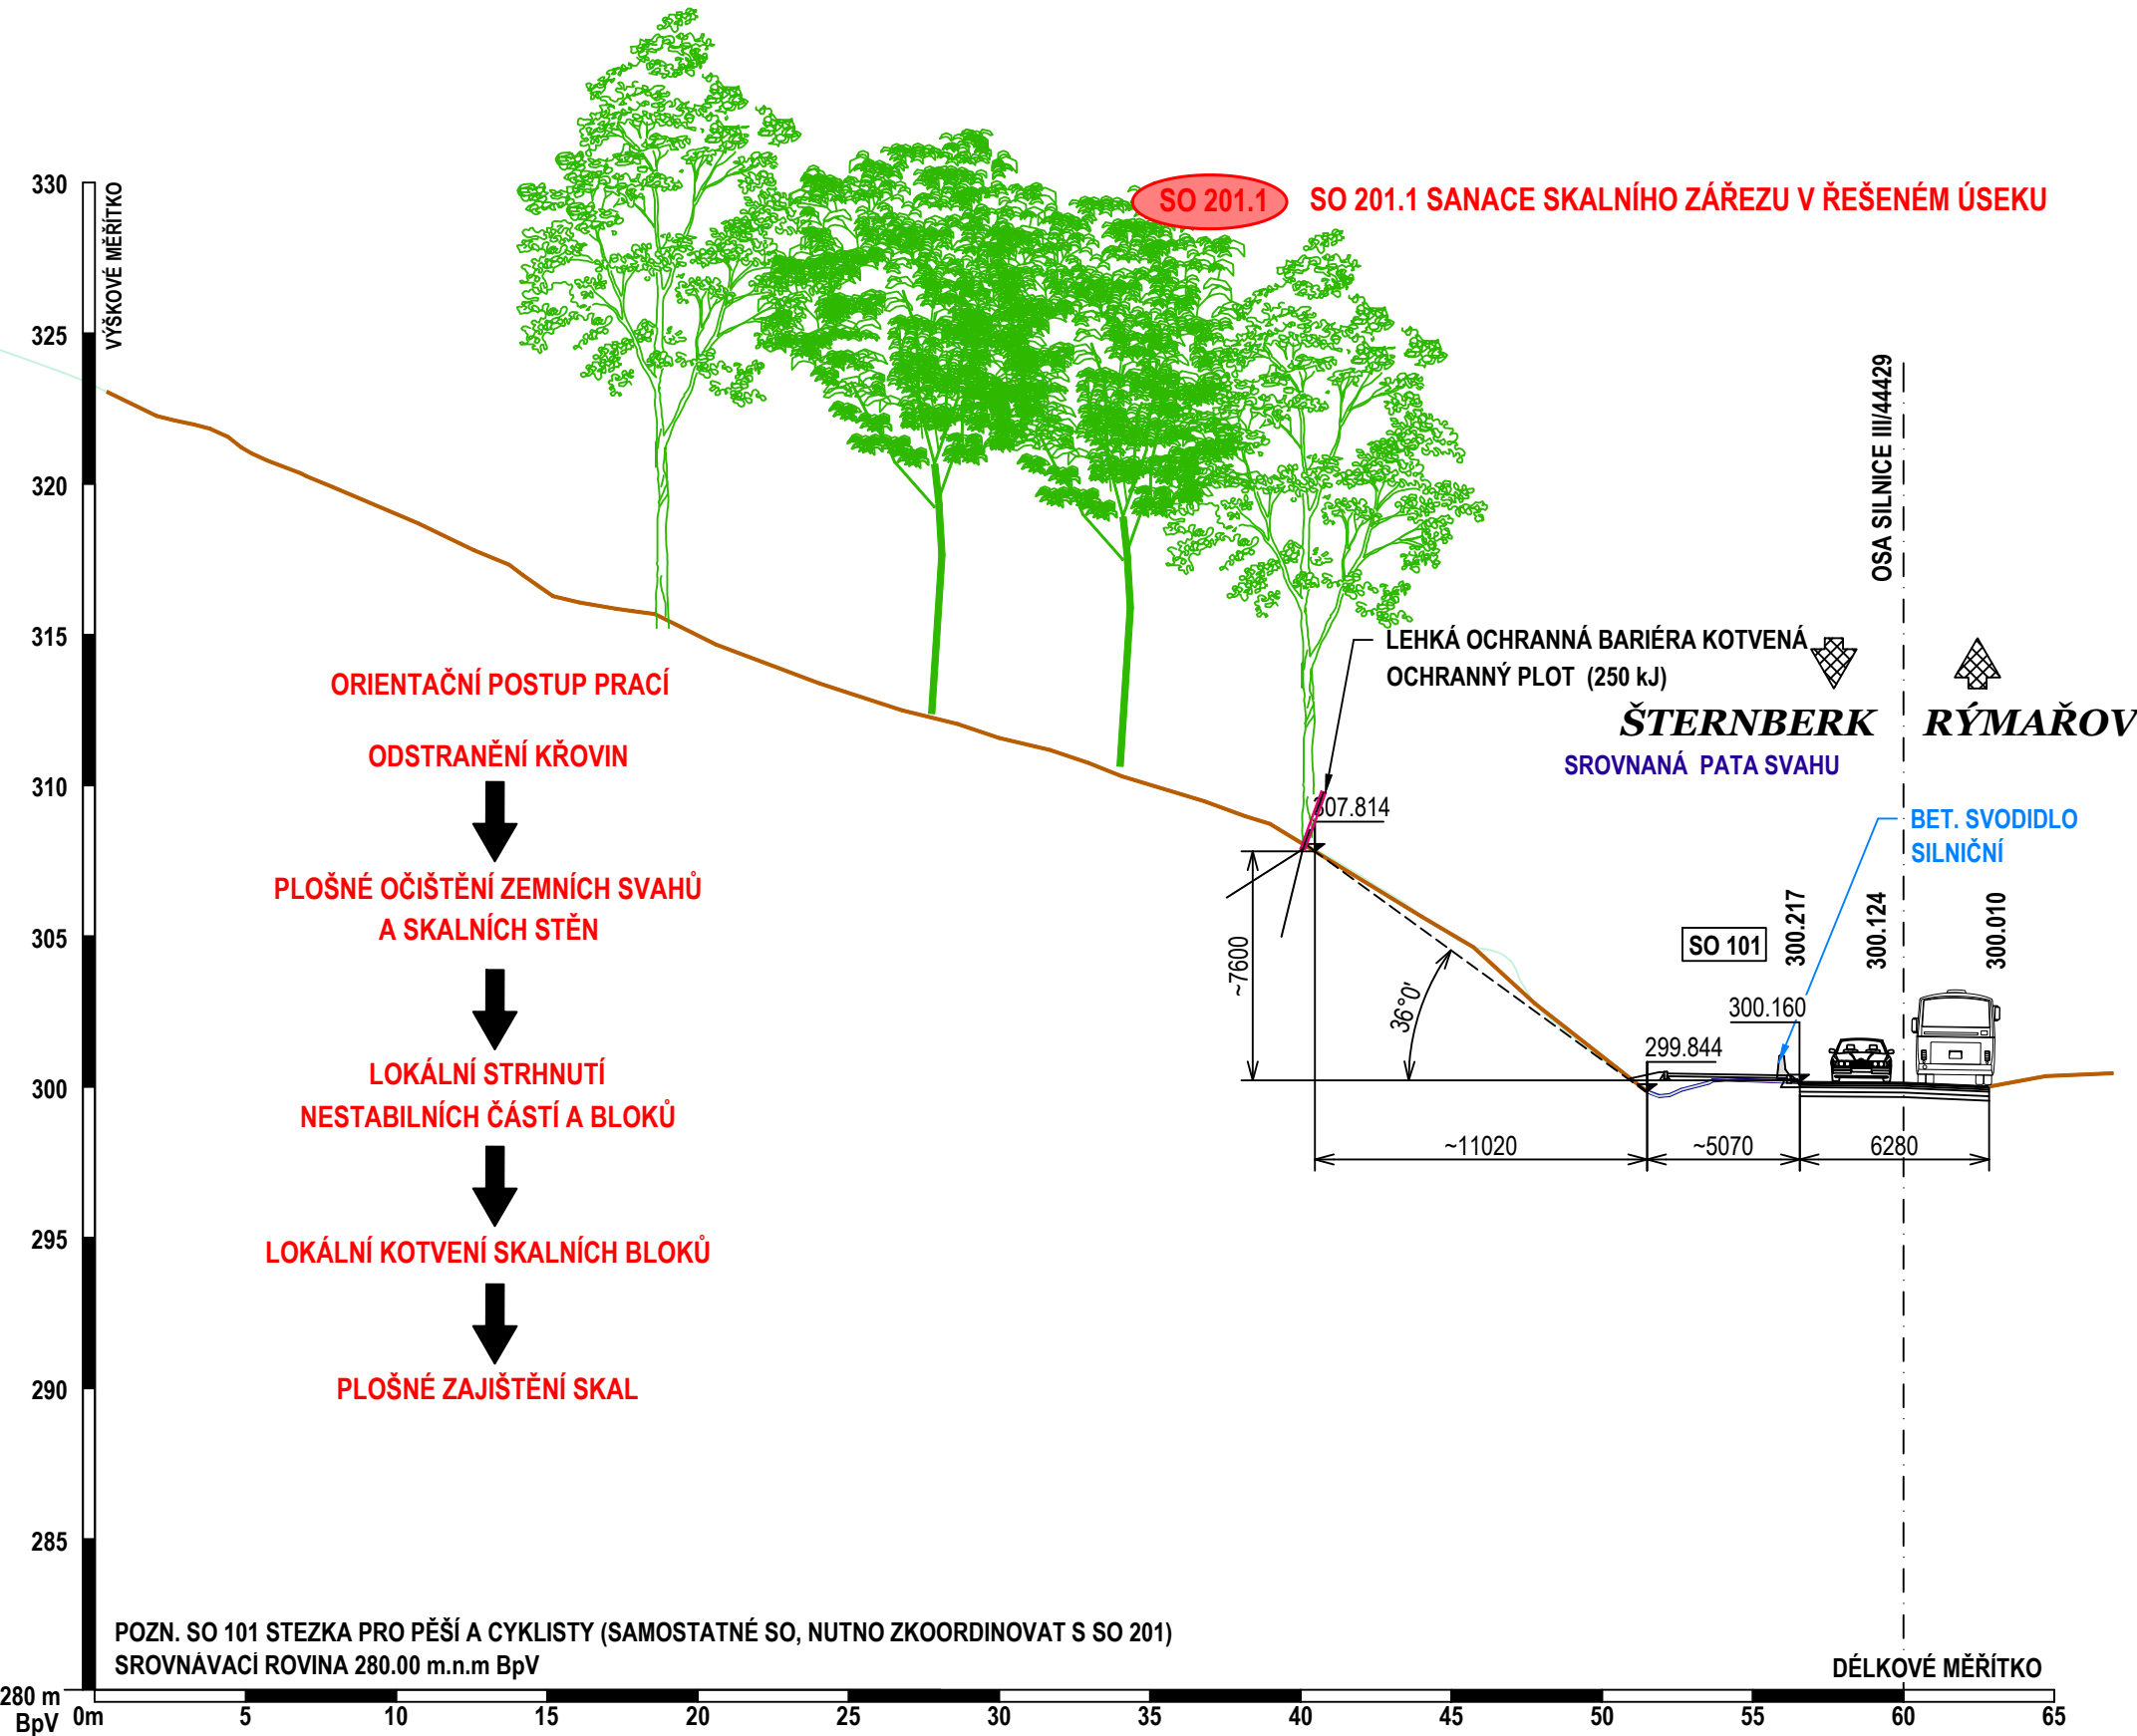 SO 201.1 SO 201.1 SANACE SKALNÍHO ZÁŘEZU V ŘEŠENÉM ÚSEKU
VÝŠKOVÉ MĚŘÍTKO
330
325
320
315
310
305
300
295
290
285
280 m
BpV
OSA SILNICE III/44429
LEHKÁ OCHRANNÁ BARIÉRA KOTVENÁ
OCHRANNÝ PLOT (250 kJ)
ŠTERNBERK RÝMAŘOV
SROVNANÁ PATA SVAHU
BET. SVODIDLO
SILNIČNÍ
307.814
~7600
36°0'
SO 101
300.217
300.124
300.010
300.160
299.844
~11020
~5070
6280
ORIENTAČNÍ POSTUP PRACÍ
ODSTRANĚNÍ KŘOVIN
PLOŠNÉ OČIŠTĚNÍ ZEMNÍCH SVAHŮ
A SKALNÍCH STĚN
LOKÁLNÍ STRHNUTÍ
NESTABILNÍCH ČÁSTÍ A BLOKŮ
LOKÁLNÍ KOTVENÍ SKALNÍCH BLOKŮ
PLOŠNÉ ZAJIŠTĚNÍ SKAL
POZN. SO 101 STEZKA PRO PĚŠÍ A CYKLISTY (SAMOSTATNÉ SO, NUTNO ZKOORDINOVAT S SO 201)
SROVNÁVACÍ ROVINA 280.00 m.n.m BpV
DÉLKOVÉ MĚŘÍTKO
0m 5 10 15 20 25 30 35 40 45 50 55 60 65